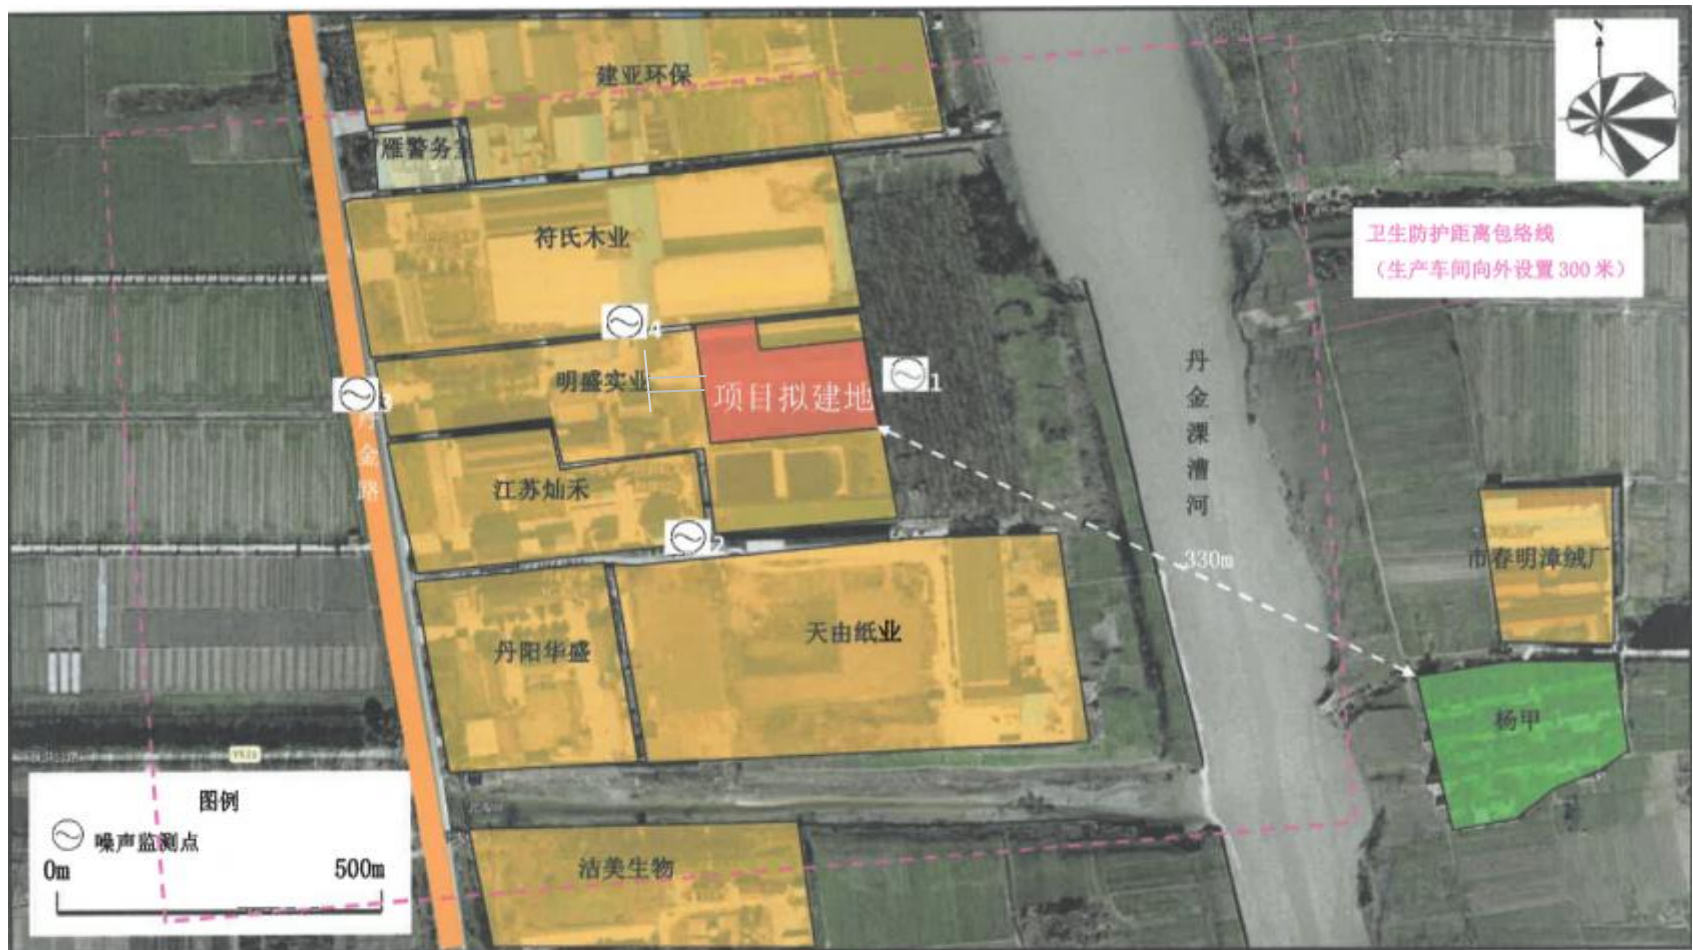 建亚环保
N
雁警务室
符氏木业
卫生防护距离包络线
（生产车间向外设置 300 米）
4
明盛实业
项目拟建地
1
3
丹金路
丹金溧漕河
江苏灿禾
2
330m
市春明漳绒厂
丹阳华盛
天由纸业
杨甲
图例
噪声监测点
0m
500m
洁美生物